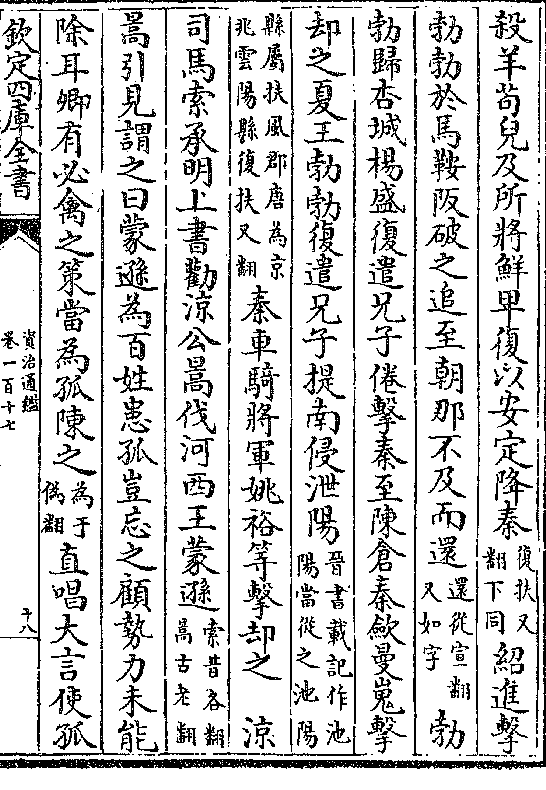 殺羊茍兒及所將鮮卑復以安定降秦復扶又翻下同紹進擊
勃勃於馬鞍阪破之追至朝那不及而還還從宣翻又如字勃
勃歸杏城楊盛復遣兄子倦擊秦至陳倉秦歛曼嵬擊
却之夏王勃勃復遣兄子提南侵泄陽晉書載記作池陽當從之池陽
縣屬扶風郡唐為京兆雲陽縣復扶又翻秦車騎將軍姚裕等擊却之 涼
司馬索承明上書勸涼公暠伐河西王蒙遜索昔各翻暠古老翻
暠引見謂之曰蒙遜為百姓患孤豈忘之顧勢力未能
除耳卿有必禽之策當為孤陳之為于偽翻直唱大言使孤
欽定四庫全書
資治通鑑
卷一百十七
十八